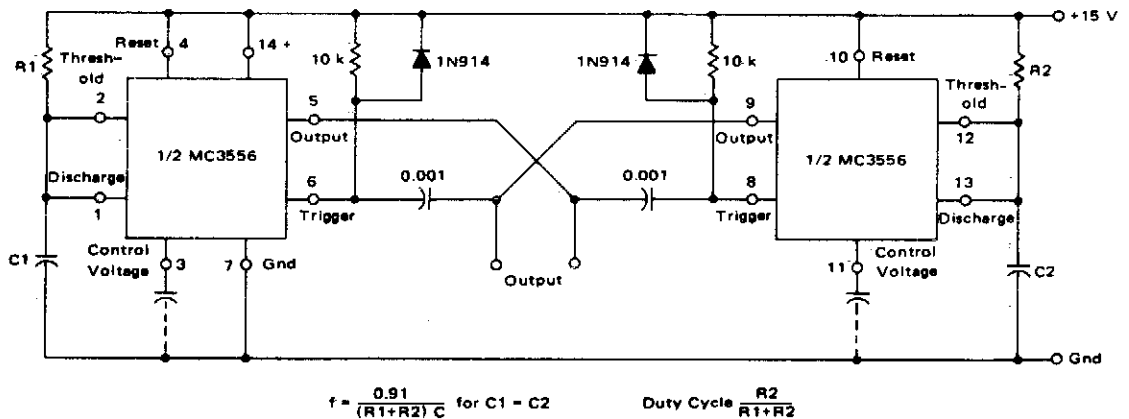 +15 V
R1
Thresh-
old
2
Reset 4
14 +
10 k
1N914
1N914
10 k
10 Reset
R2
Thresh-
old
12
5
Output
9
Output
1/2 MC3556
1/2 MC3556
Discharge
1
6
Trigger
0.001
0.001
8
Trigger
13
Discharge
C1
Control
Voltage
3
7 Gnd
Output
Control
Voltage
11
C2
Gnd
f = 0.91 / (R1+R2) C for C1 = C2
Duty Cycle R2 / R1+R2